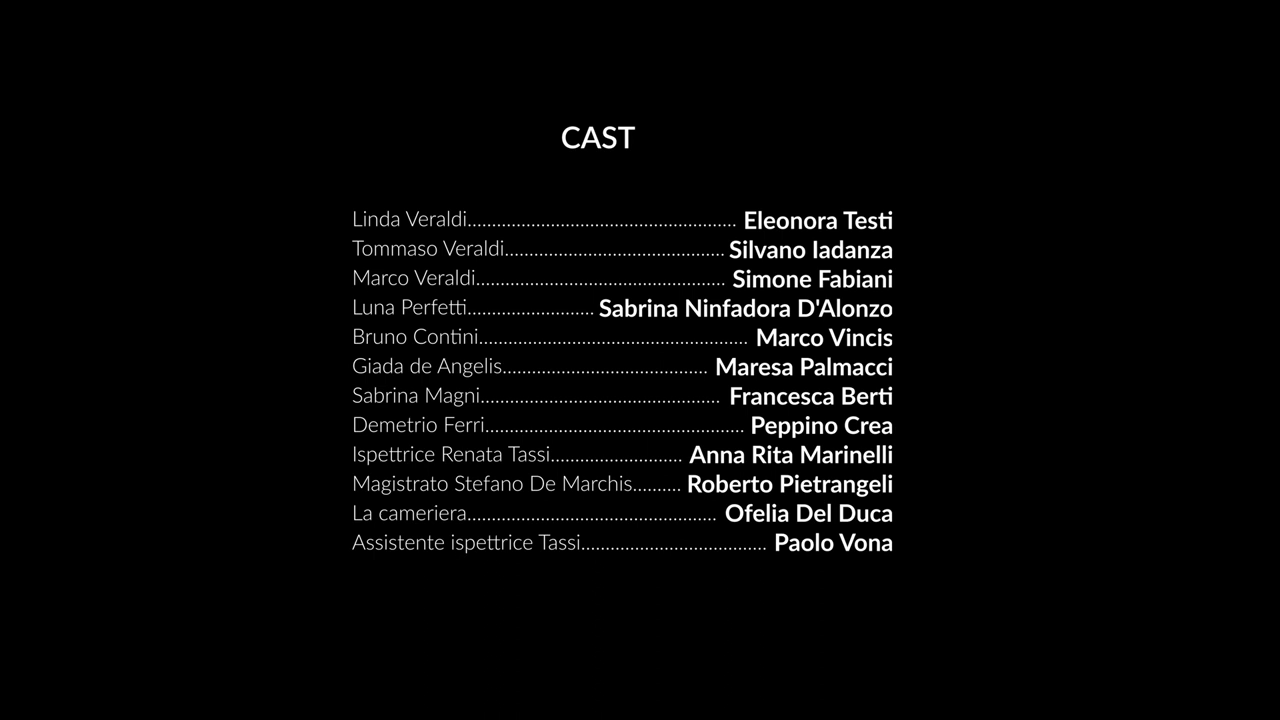 CAST
Linda Veraldi....................................................... Eleonora Testi
Tommaso Veraldi............................................. Silvano Iadanza
Marco Veraldi................................................... Simone Fabiani
Luna Perfetti.......................... Sabrina Ninfadora D'Alonzo
Bruno Contini....................................................... Marco Vincis
Giada de Angelis.......................................... Maresa Palmacci
Sabrina Magni................................................. Francesca Berti
Demetrio Ferri..................................................... Peppino Crea
Ispettrice Renata Tassi........................... Anna Rita Marinelli
Magistrato Stefano De Marchis.......... Roberto Pietrangeli
La cameriera................................................... Ofelia Del Duca
Assistente ispettrice Tassi...................................... Paolo Vona